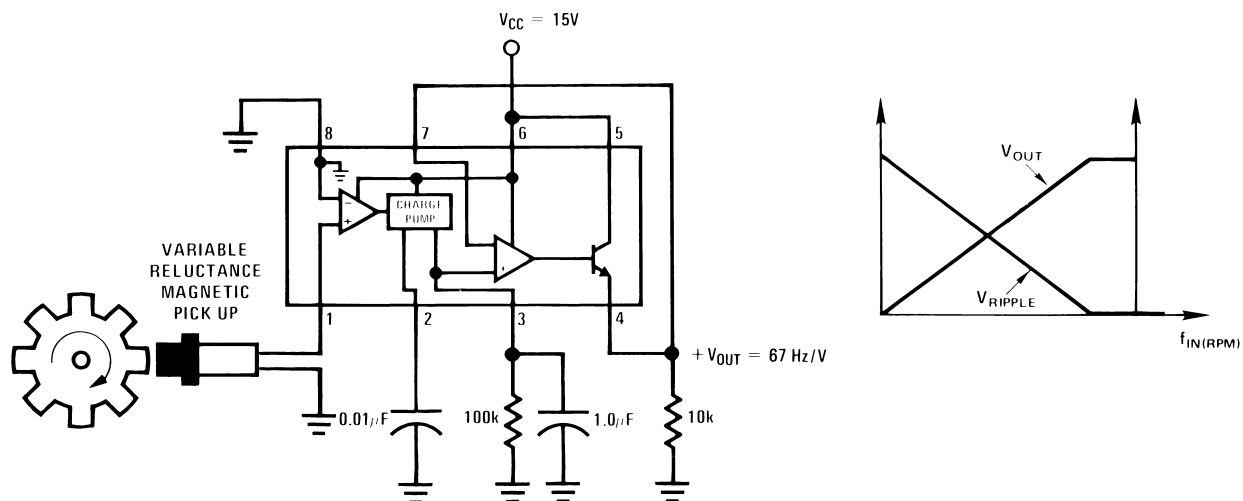 V_CC = 15V
8 7 6 5
−
+
CHARGE
PUMP
+
VARIABLE
RELUCTANCE
MAGNETIC
PICK UP
1 2 3 4
+ V_OUT = 67 Hz/V
0.01μF
100k
1.0μF
10k
V_OUT
V_RIPPLE
f_IN(RPM)